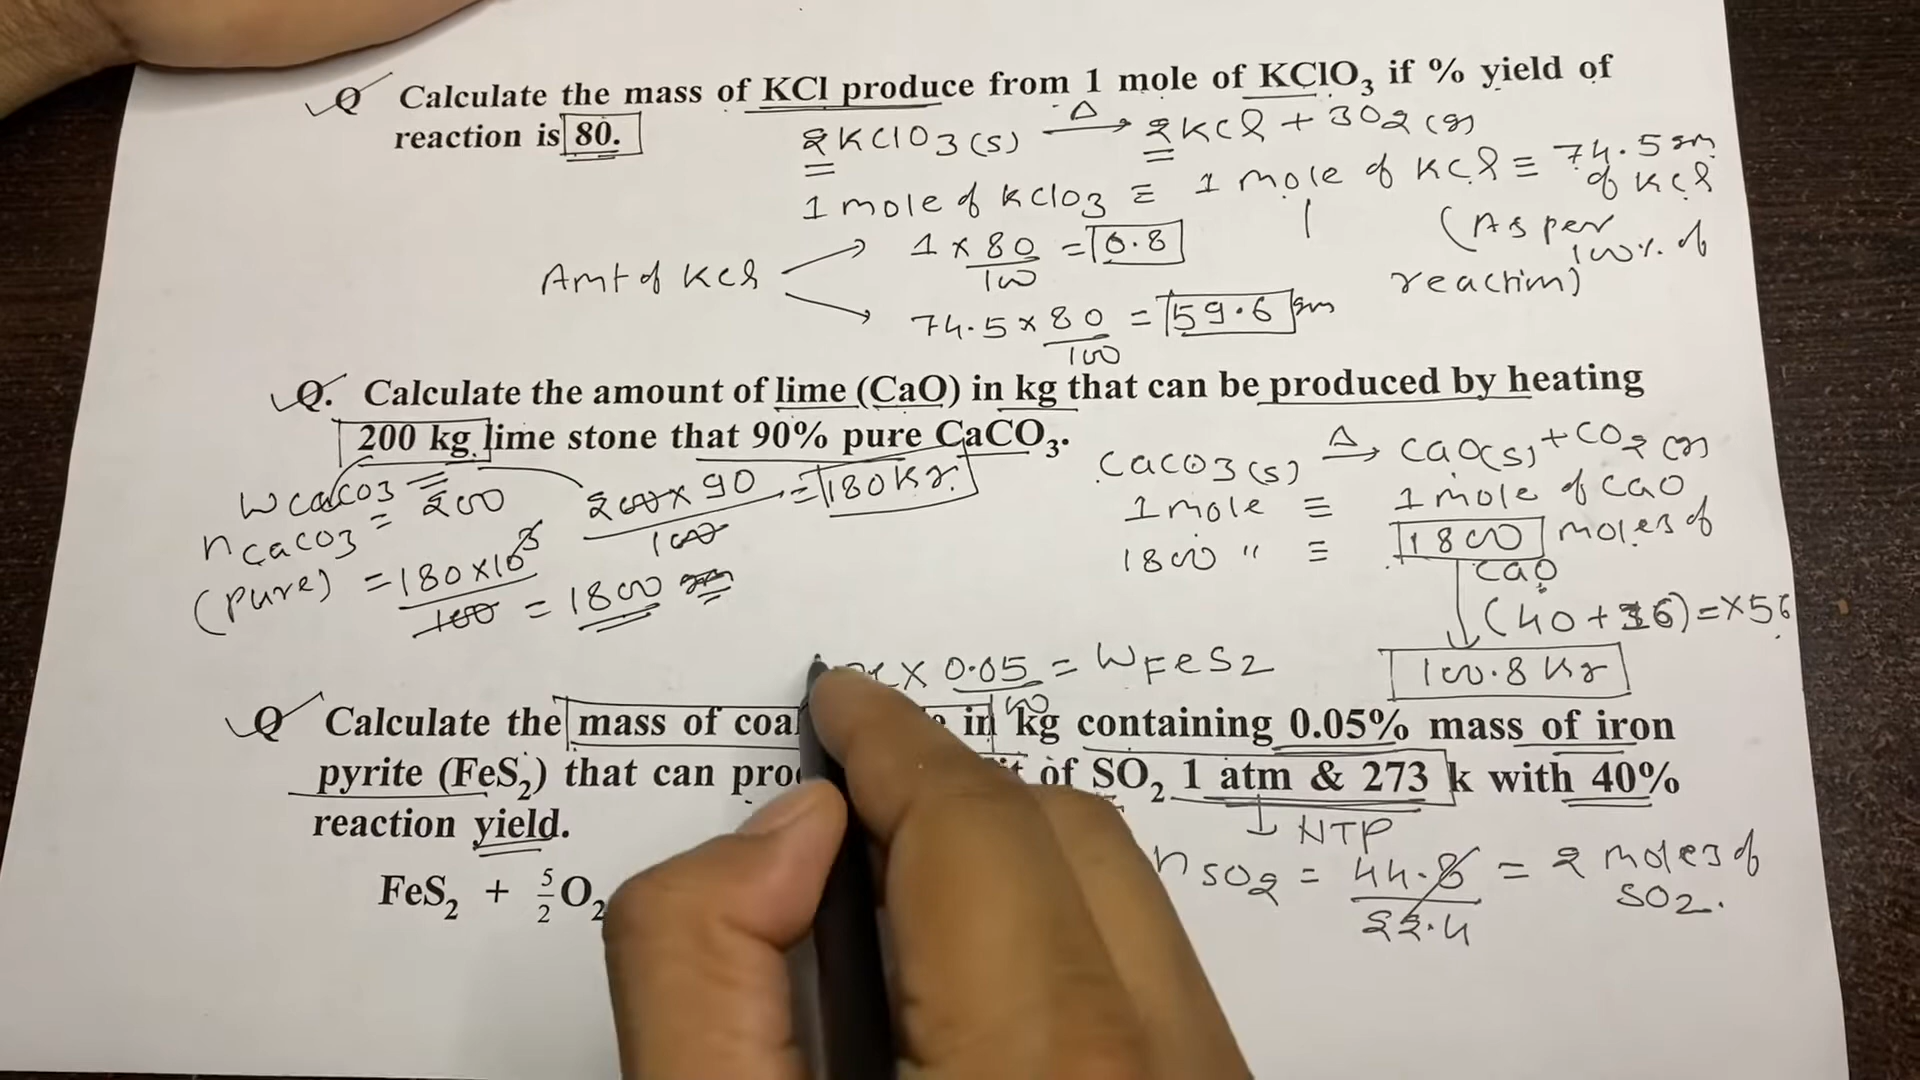 Q Calculate the mass of KCl produce from 1 mole of KClO₃ if % yield of
reaction is 80.
2KClO3(s) Δ→ 2KCl + 3O2(g)
1 mole of KClO3 ≡ 1 mole of KCl ≡ 74.5 gm of KCl
(As per 100% of reaction)
Amt of KCl
1 × 80/100 = 0.8
74.5 × 80/100 = 59.6 gm
Q. Calculate the amount of lime (CaO) in kg that can be produced by heating
200 kg lime stone that 90% pure CaCO₃.
CaCO3(s) Δ→ CaO(s) + CO2(g)
1 mole ≡ 1 mole of CaO
1800 " ≡ 1800 moles of CaO
(40+16) = ×56
100.8 Kg
WCaCO3 = 200
200×90/100 = 180 Kg.
nCaCO3 (pure) = 180×10³/100 = 1800
× 0.05/100 = WFeS2
Q Calculate the mass of coal in kg containing 0.05% mass of iron
pyrite (FeS₂) that can of SO₂ 1 atm & 273 k with 40%
reaction yield.
NTP
nSO2 = 44.8/22.4 = 2 moles of SO2.
FeS₂ + 5/2 O₂